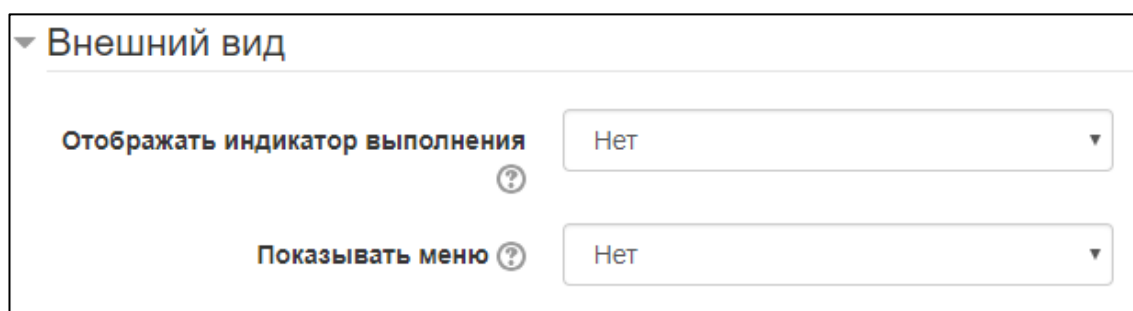 Внешний вид
Отображать индикатор выполнения
Нет
Показывать меню
Нет